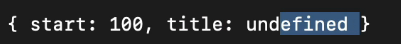 { start: 100, title: undefined }